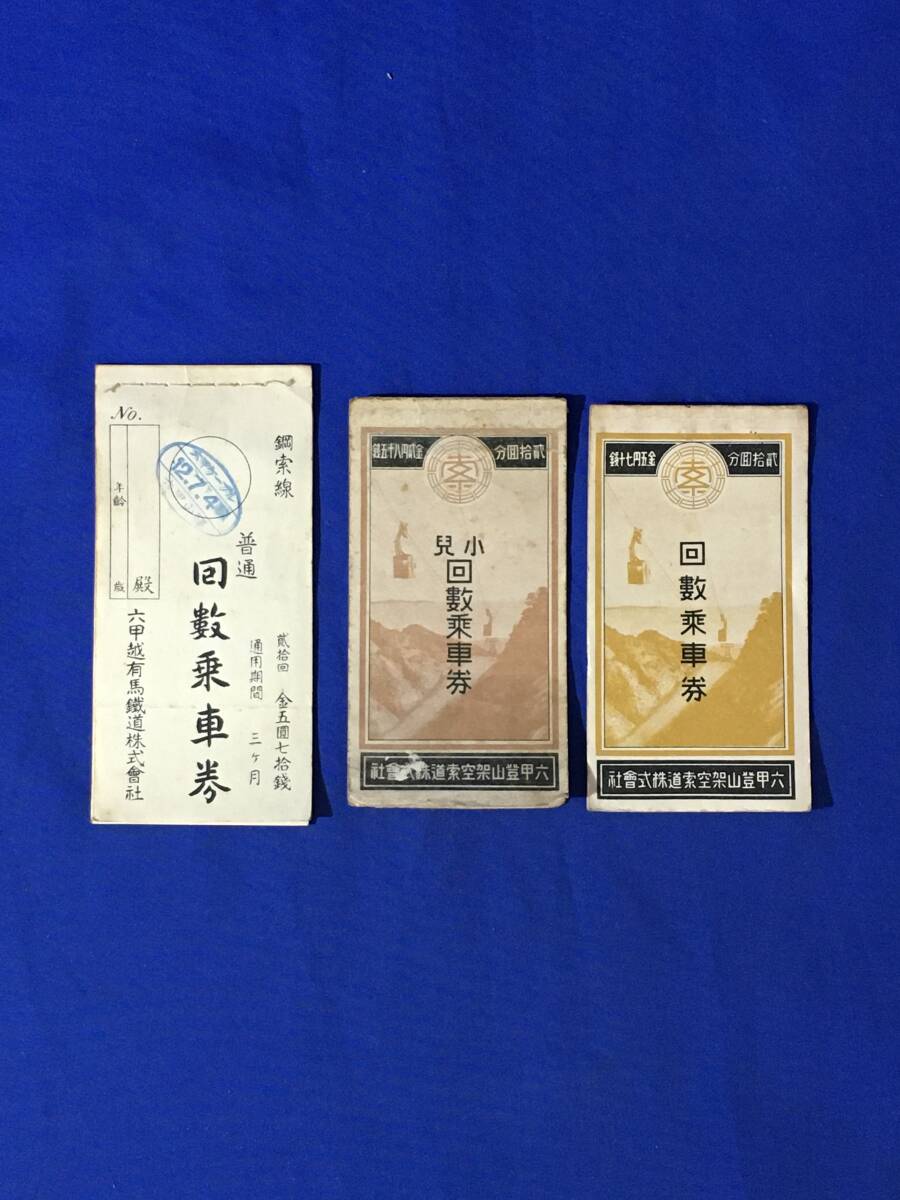 鋼索線
普通
回數乘車券
貳拾回 金五圓七拾錢
通用期間 三ケ月
No.
12.7.4
殿
年齡 歲
六甲越有馬鐵道株式會社
貳拾回分
金貳円八十五錢
索
小兒
回數乘車券
六甲登山架空索道株式會社
貳拾回分
金五円七十錢
索
回數乘車券
六甲登山架空索道株式會社